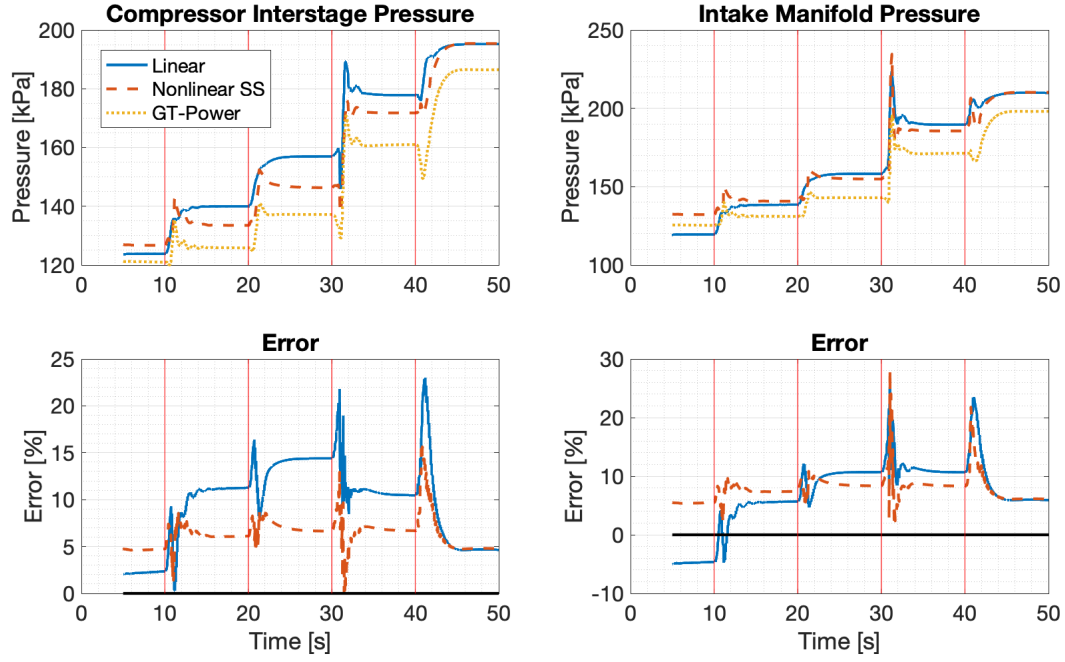 Compressor Interstage Pressure
Pressure [kPa]
200
180
160
140
120
Linear
Nonlinear SS
GT-Power
0 10 20 30 40 50
Intake Manifold Pressure
Pressure [kPa]
250
200
150
100
0 10 20 30 40 50
Error
Error [%]
25
20
15
10
5
0
0 10 20 30 40 50
Time [s]
Error
Error [%]
30
20
10
0
-10
0 10 20 30 40 50
Time [s]